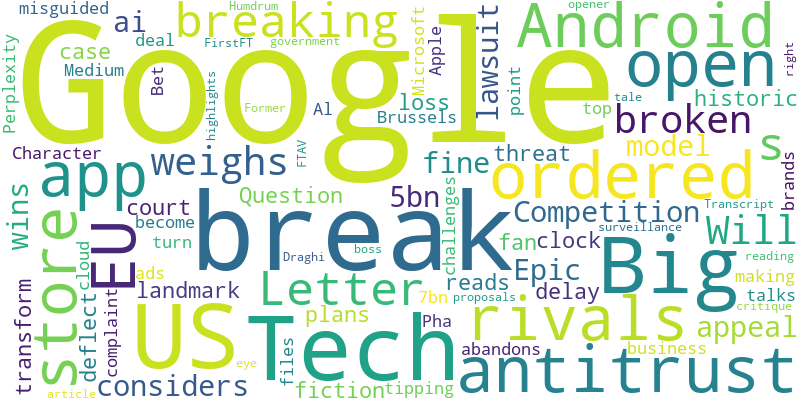 misguided
Humdrum
opener
ai
breaking
Android
Perplexity
case
deal
FirstFT
government
Microsoft
Apple
lawsuit
open
right
Medium
Bet
highlights
Google
Former
Al
loss
Brussels
point
top
historic
tale
broken
Character
weighs
FTAV
fine
threat
model
s
brands
app
ordered
Wins
EU
store
court
Question
5bn
challenges
Competition
Will
Transcript
become
turn
break
fan
clock
surveillance
cloud
Draghi
boss
reads
Epic
Big
talks
reading
ads
transform
deflect
complaint
landmark
Letter
7bn
proposals
delay
making
critique
US
Tech
plans
Pha
rivals
appeal
files
abandons
business
eye
antitrust
article
considers
fiction
tipping